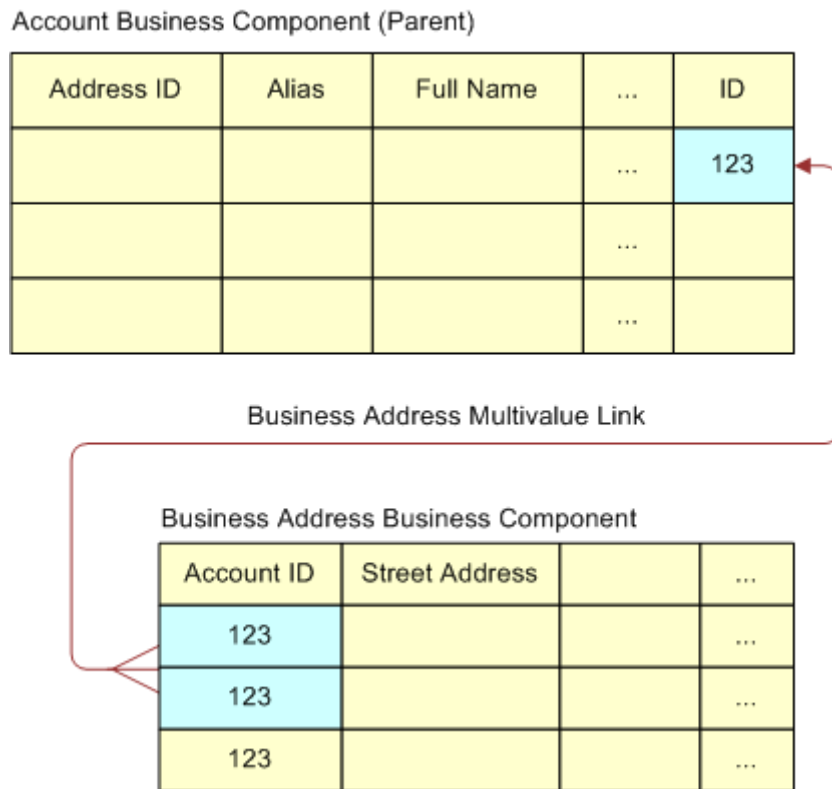 Account Business Component (Parent)
Address ID Alias Full Name ... ID
... 123
...
...
Business Address Multivalue Link
Business Address Business Component
Account ID Street Address ...
123 ...
123 ...
123 ...